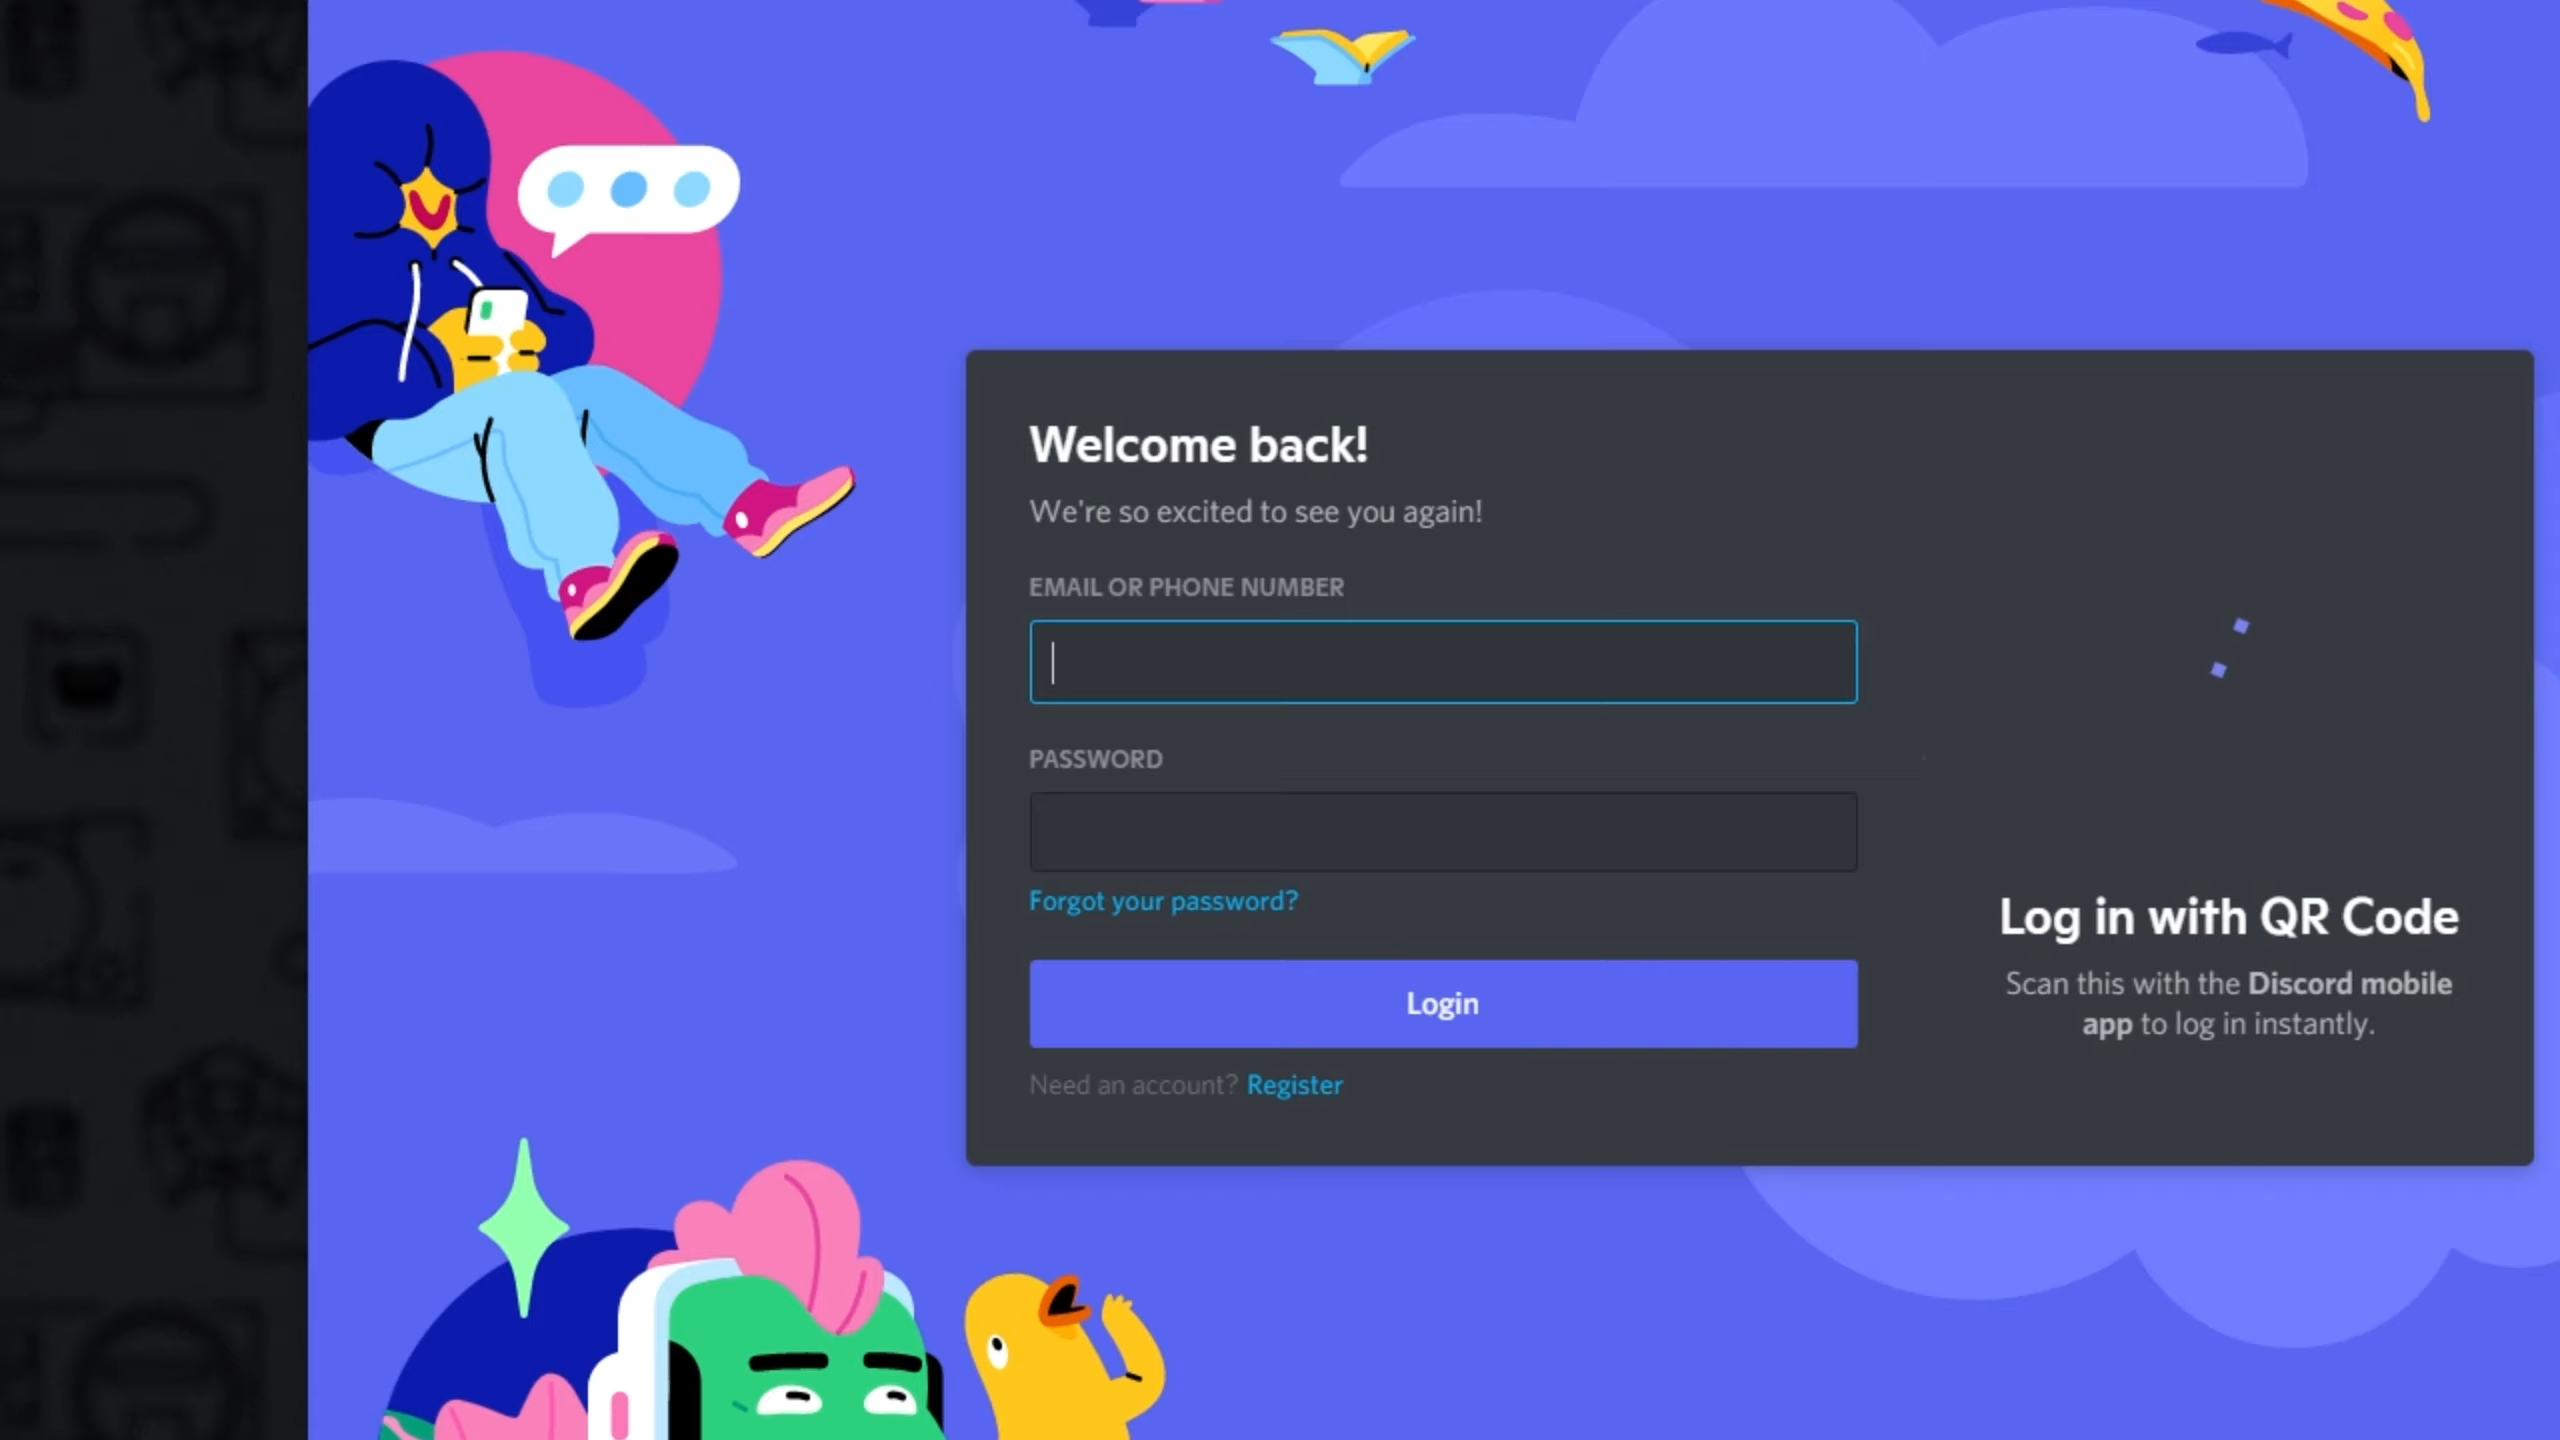 Welcome back!
We're so excited to see you again!
EMAIL OR PHONE NUMBER
PASSWORD
Forgot your password?
Login
Need an account? Register
Log in with QR Code
Scan this with the Discord mobile
app to log in instantly.